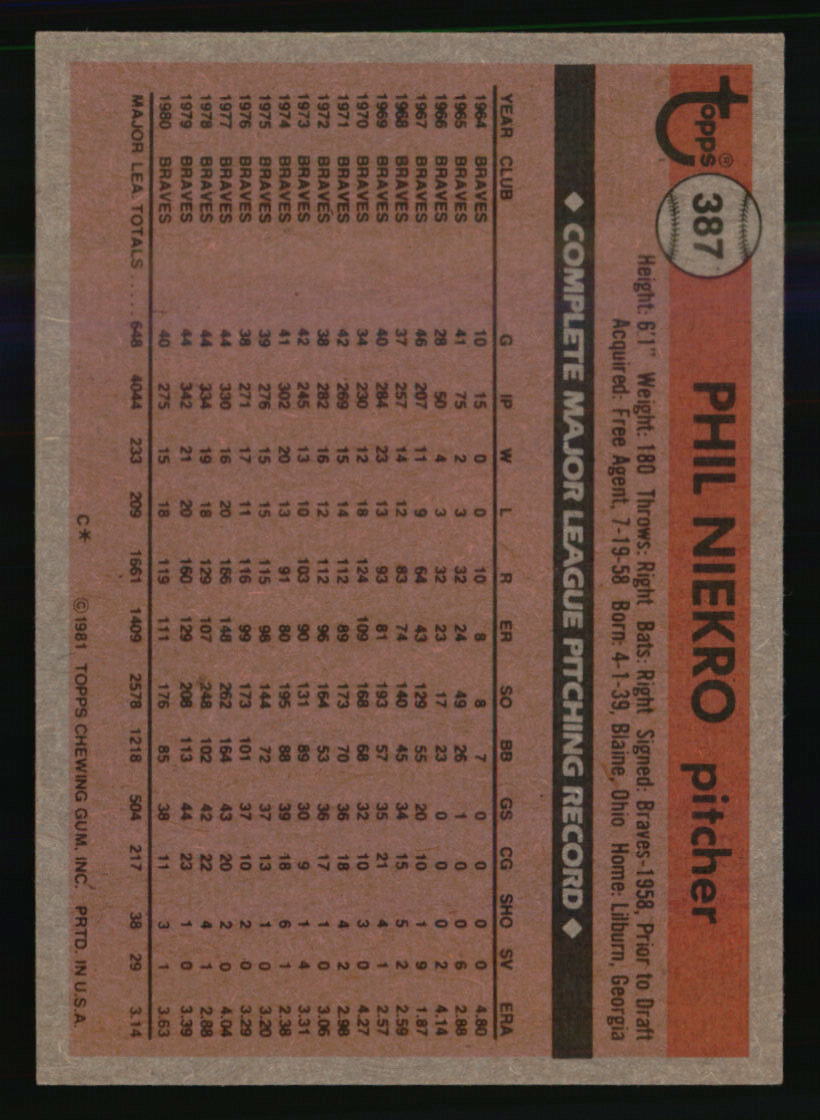 topps®
387
PHIL NIEKRO pitcher
Height: 6'1" Weight: 180 Throws: Right Bats: Right Signed: Braves-1958, Prior to Draft
Acquired: Free Agent, 7-19-58 Born: 4-1-39, Blaine, Ohio Home: Lilburn, Georgia
◆ COMPLETE MAJOR LEAGUE PITCHING RECORD ◆
YEAR CLUB G IP W L R ER SO BB GS CG SHO SV ERA
1964 BRAVES 10 15 0 0 10 8 8 7 0 0 0 0 4.80
1965 BRAVES 41 75 2 3 32 24 49 26 1 0 0 6 2.88
1966 BRAVES 28 50 4 3 32 23 17 23 0 0 0 2 4.14
1967 BRAVES 46 207 11 9 64 43 129 55 20 10 1 9 1.87
1968 BRAVES 37 257 14 12 83 74 140 45 34 15 5 2 2.59
1969 BRAVES 40 284 23 13 93 81 193 57 35 21 4 1 2.57
1970 BRAVES 34 230 12 18 124 109 168 68 32 10 3 0 4.27
1971 BRAVES 42 269 15 14 112 89 173 70 36 18 4 2 2.98
1972 BRAVES 38 282 16 12 112 96 164 53 36 17 1 0 3.06
1973 BRAVES 42 245 13 10 103 90 131 89 30 9 1 4 3.31
1974 BRAVES 41 302 20 13 91 80 195 88 39 18 6 1 2.38
1975 BRAVES 39 276 15 15 115 98 144 72 37 13 1 0 3.20
1976 BRAVES 38 271 17 11 116 99 173 101 37 10 2 0 3.29
1977 BRAVES 44 330 16 20 166 148 262 164 43 20 2 0 4.04
1978 BRAVES 44 334 19 18 129 107 248 102 42 22 4 1 2.88
1979 BRAVES 44 342 21 20 160 129 208 113 44 23 1 0 3.39
1980 BRAVES 40 275 15 18 119 111 176 85 38 11 3 1 3.63
MAJOR LEA. TOTALS ..... 648 4044 233 209 1661 1409 2578 1218 504 217 38 29 3.14
C* ©1981 TOPPS CHEWING GUM, INC. PRTD. IN U.S.A.